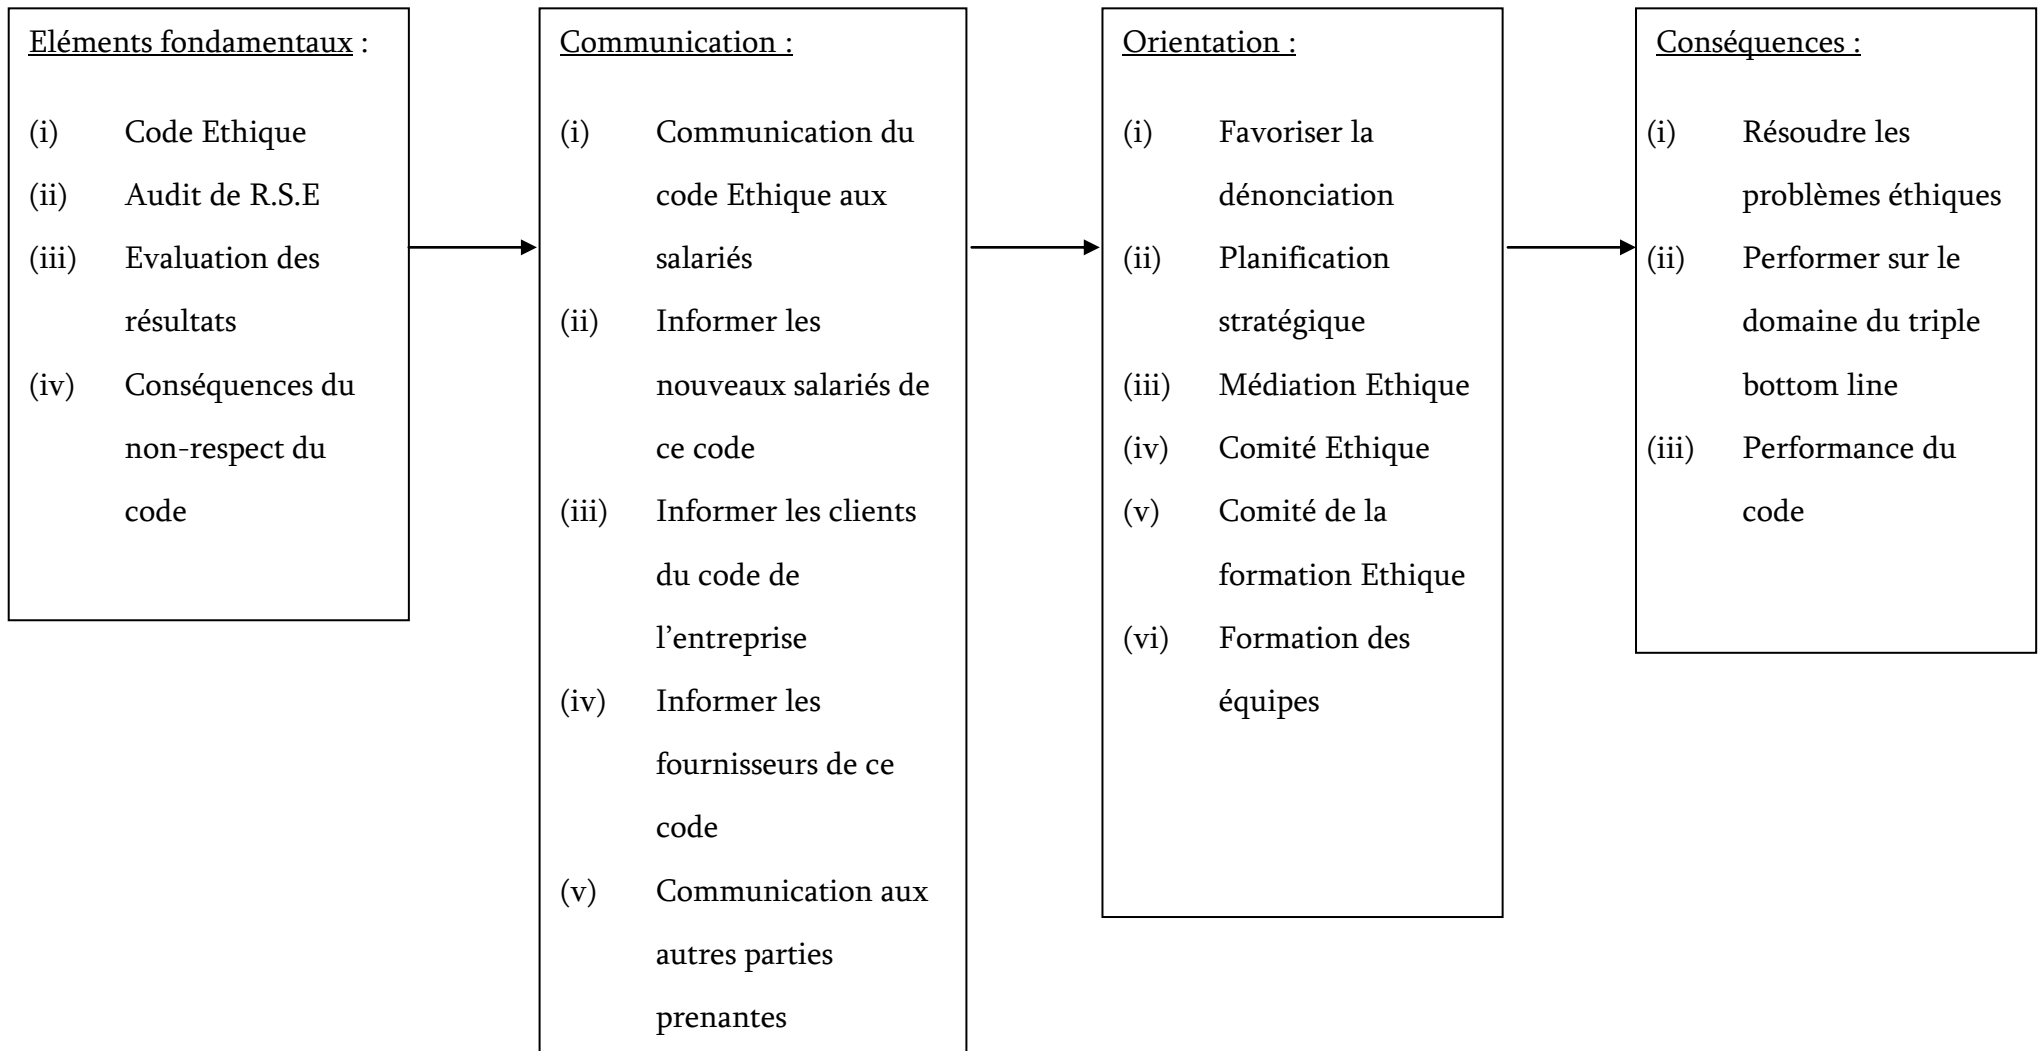 Eléments fondamentaux :
(i) Code Ethique
(ii) Audit de R.S.E
(iii) Evaluation des
résultats
(iv) Conséquences du
non-respect du
code
Communication :
(i) Communication du
code Ethique aux
salariés
(ii) Informer les
nouveaux salariés de
ce code
(iii) Informer les clients
du code de
l’entreprise
(iv) Informer les
fournisseurs de ce
code
(v) Communication aux
autres parties
prenantes
Orientation :
(i) Favoriser la
dénonciation
(ii) Planification
stratégique
(iii) Médiation Ethique
(iv) Comité Ethique
(v) Comité de la
formation Ethique
(vi) Formation des
équipes
Conséquences :
(i) Résoudre les
problèmes éthiques
(ii) Performer sur le
domaine du triple
bottom line
(iii) Performance du
code